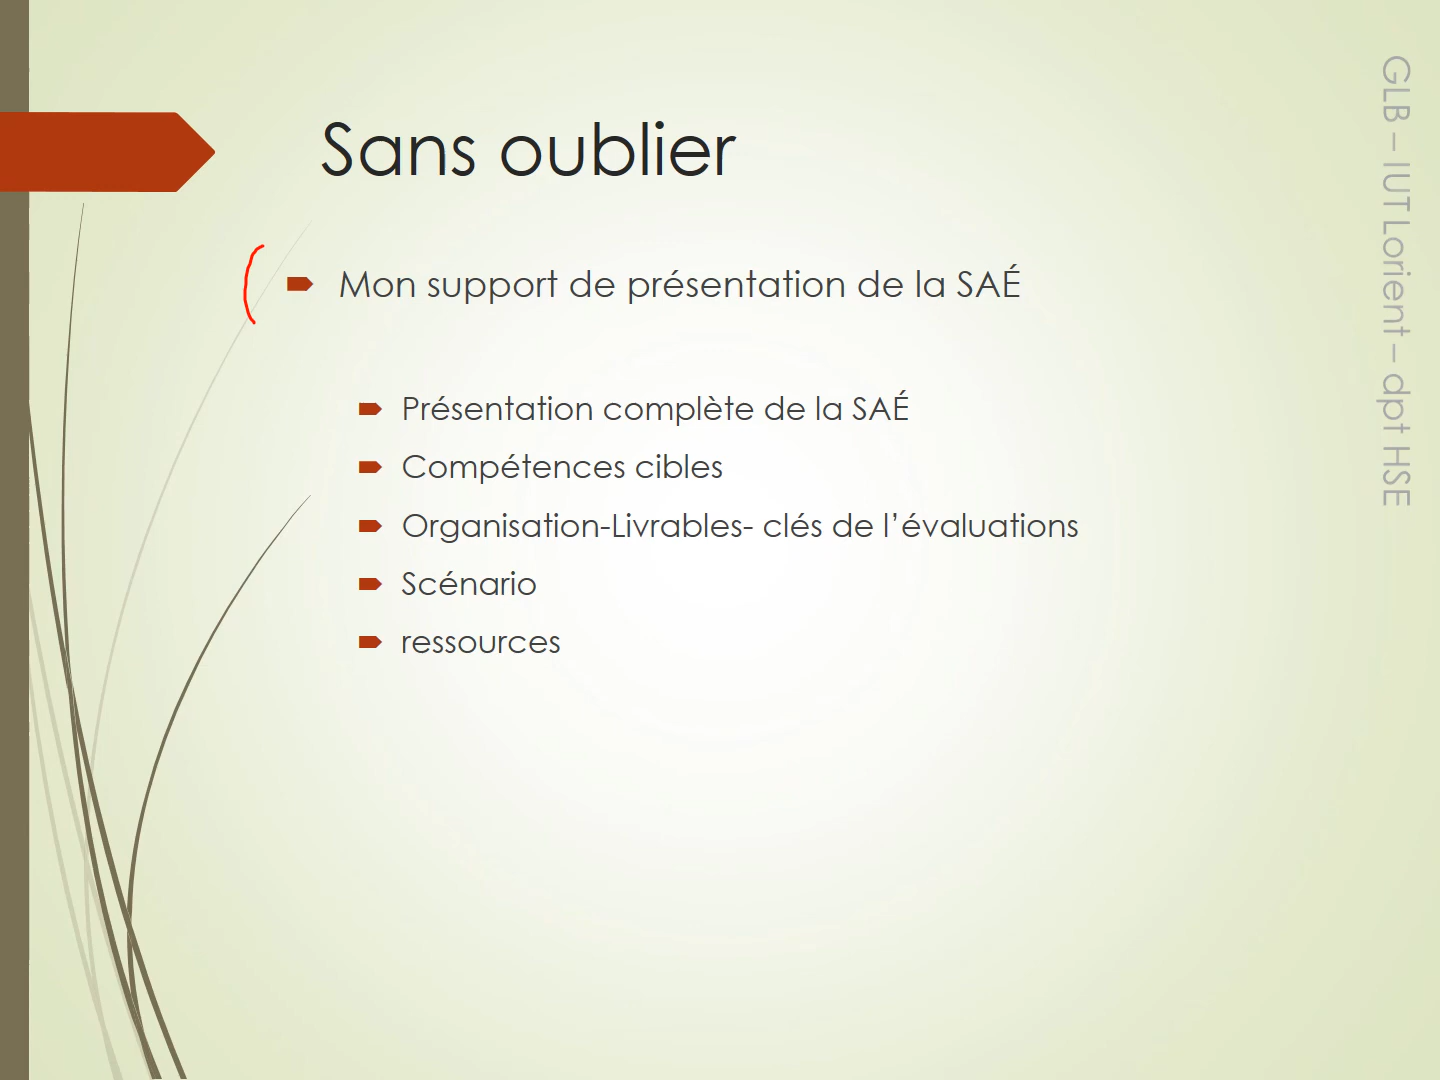 Sans oublier
Mon support de présentation de la SAÉ
Présentation complète de la SAÉ
Compétences cibles
Organisation-Livrables- clés de l’évaluations
Scénario
ressources
GLB – IUT Lorient – dpt HSE